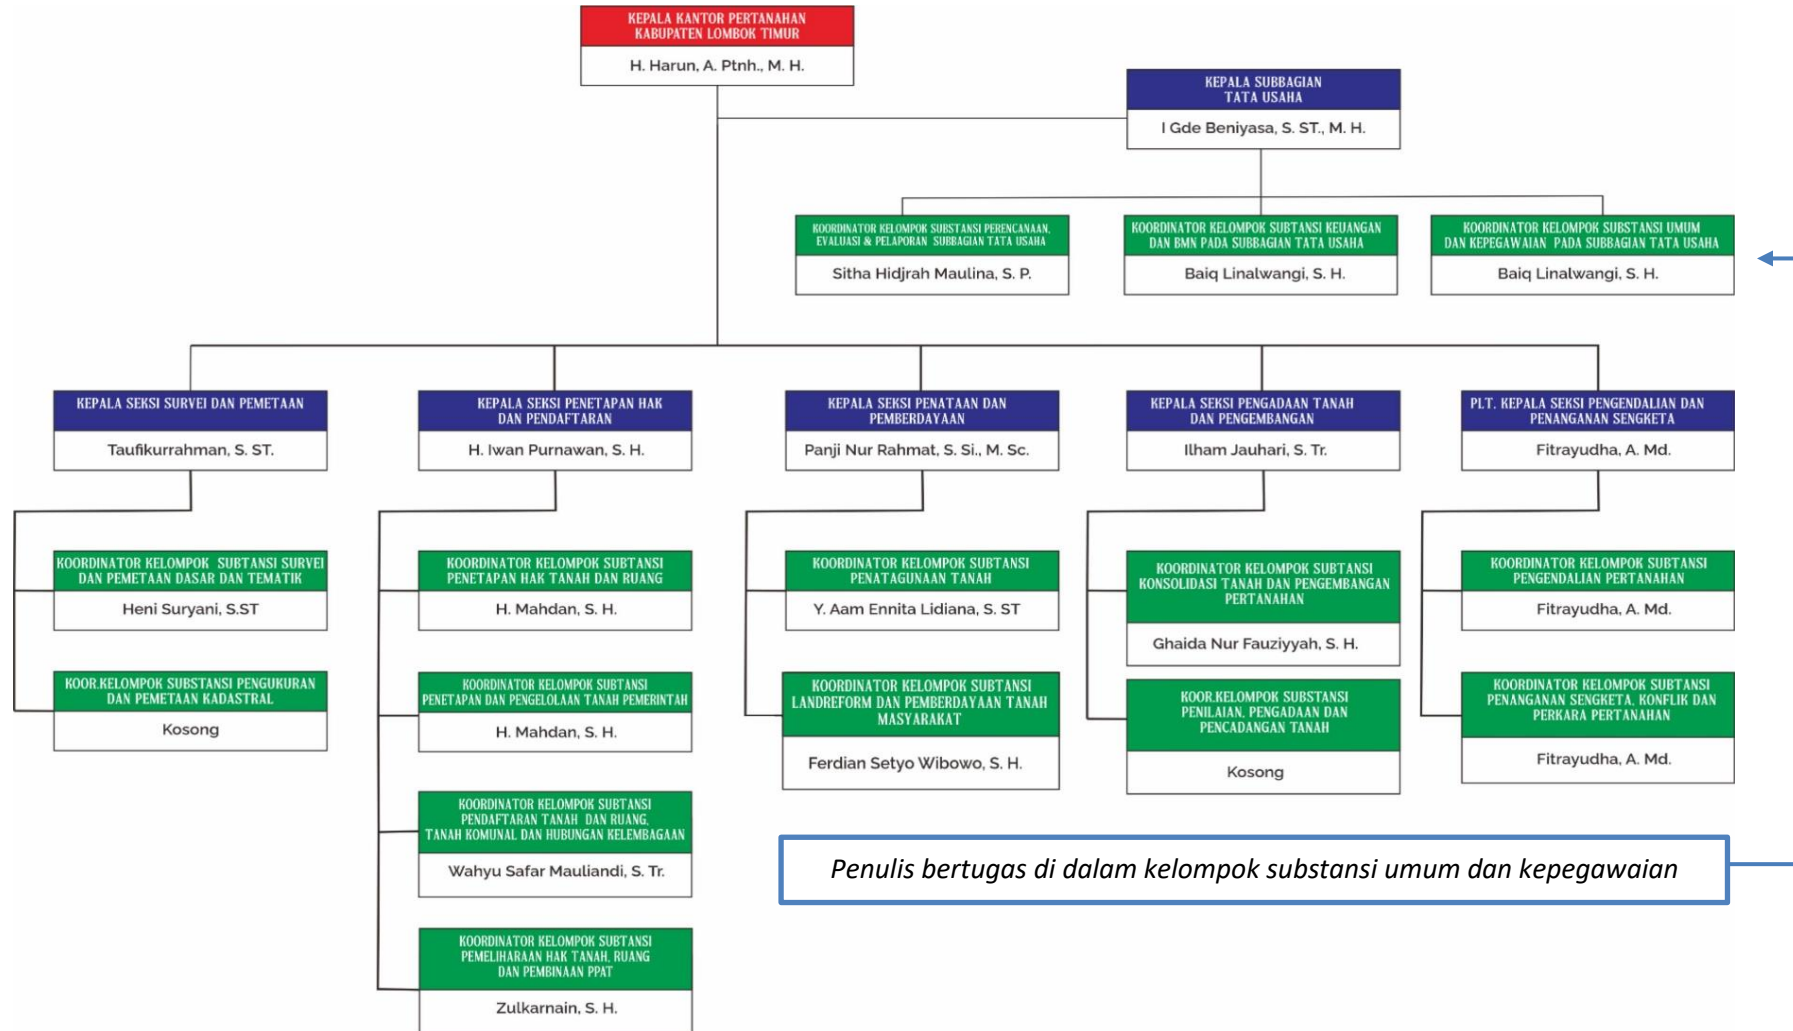 KEPALA KANTOR PERTANAHAN
KABUPATEN LOMBOK TIMUR
H. Harun, A. Ptnh., M. H.
KEPALA SUBBAGIAN
TATA USAHA
I Gde Beniyasa, S. ST., M. H.
KOORDINATOR KELOMPOK SUBSTANSI PERENCANAAN,
EVALUASI & PELAPORAN SUBBAGIAN TATA USAHA
Sitha Hidjrah Maulina, S. P.
KOORDINATOR KELOMPOK SUBTANSI KEUANGAN
DAN BMN PADA SUBBAGIAN TATA USAHA
Baiq Linalwangi, S. H.
KOORDINATOR KELOMPOK SUBSTANSI UMUM
DAN KEPEGAWAIAN PADA SUBBAGIAN TATA USAHA
Baiq Linalwangi, S. H.
KEPALA SEKSI SURVEI DAN PEMETAAN
Taufikurrahman, S. ST.
KEPALA SEKSI PENETAPAN HAK
DAN PENDAFTARAN
H. Iwan Purnawan, S. H.
KEPALA SEKSI PENATAAN DAN
PEMBERDAYAAN
Panji Nur Rahmat, S. Si., M. Sc.
KEPALA SEKSI PENGADAAN TANAH
DAN PENGEMBANGAN
Ilham Jauhari, S. Tr.
PLT. KEPALA SEKSI PENGENDALIAN DAN
PENANGANAN SENGKETA
Fitrayudha, A. Md.
KOORDINATOR KELOMPOK SUBTANSI SURVEI
DAN PEMETAAN DASAR DAN TEMATIK
Heni Suryani, S.ST
KOOR.KELOMPOK SUBSTANSI PENGUKURAN
DAN PEMETAAN KADASTRAL
Kosong
KOORDINATOR KELOMPOK SUBTANSI
PENETAPAN HAK TANAH DAN RUANG
H. Mahdan, S. H.
KOORDINATOR KELOMPOK SUBTANSI
PENETAPAN DAN PENGELOLAAN TANAH PEMERINTAH
H. Mahdan, S. H.
KOORDINATOR KELOMPOK SUBTANSI
PENDAFTARAN TANAH DAN RUANG,
TANAH KOMUNAL DAN HUBUNGAN KELEMBAGAAN
Wahyu Safar Mauliandi, S. Tr.
KOORDINATOR KELOMPOK SUBTANSI
PEMELIHARAAN HAK TANAH, RUANG
DAN PEMBINAAN PPAT
Zulkarnain, S. H.
KOORDINATOR KELOMPOK SUBTANSI
PENATAGUNAAN TANAH
Y. Aam Ennita Lidiana, S. ST
KOORDINATOR KELOMPOK SUBTANSI
LANDREFORM DAN PEMBERDAYAAN TANAH
MASYARAKAT
Ferdian Setyo Wibowo, S. H.
KOORDINATOR KELOMPOK SUBTANSI
KONSOLIDASI TANAH DAN PENGEMBANGAN
PERTANAHAN
Ghaida Nur Fauziyyah, S. H.
KOOR.KELOMPOK SUBSTANSI
PENILAIAN, PENGADAAN DAN
PENCADANGAN TANAH
Kosong
KOORDINATOR KELOMPOK SUBTANSI
PENGENDALIAN PERTANAHAN
Fitrayudha, A. Md.
KOORDINATOR KELOMPOK SUBTANSI
PENANGANAN SENGKETA, KONFLIK DAN
PERKARA PERTANAHAN
Fitrayudha, A. Md.
Penulis bertugas di dalam kelompok substansi umum dan kepegawaian